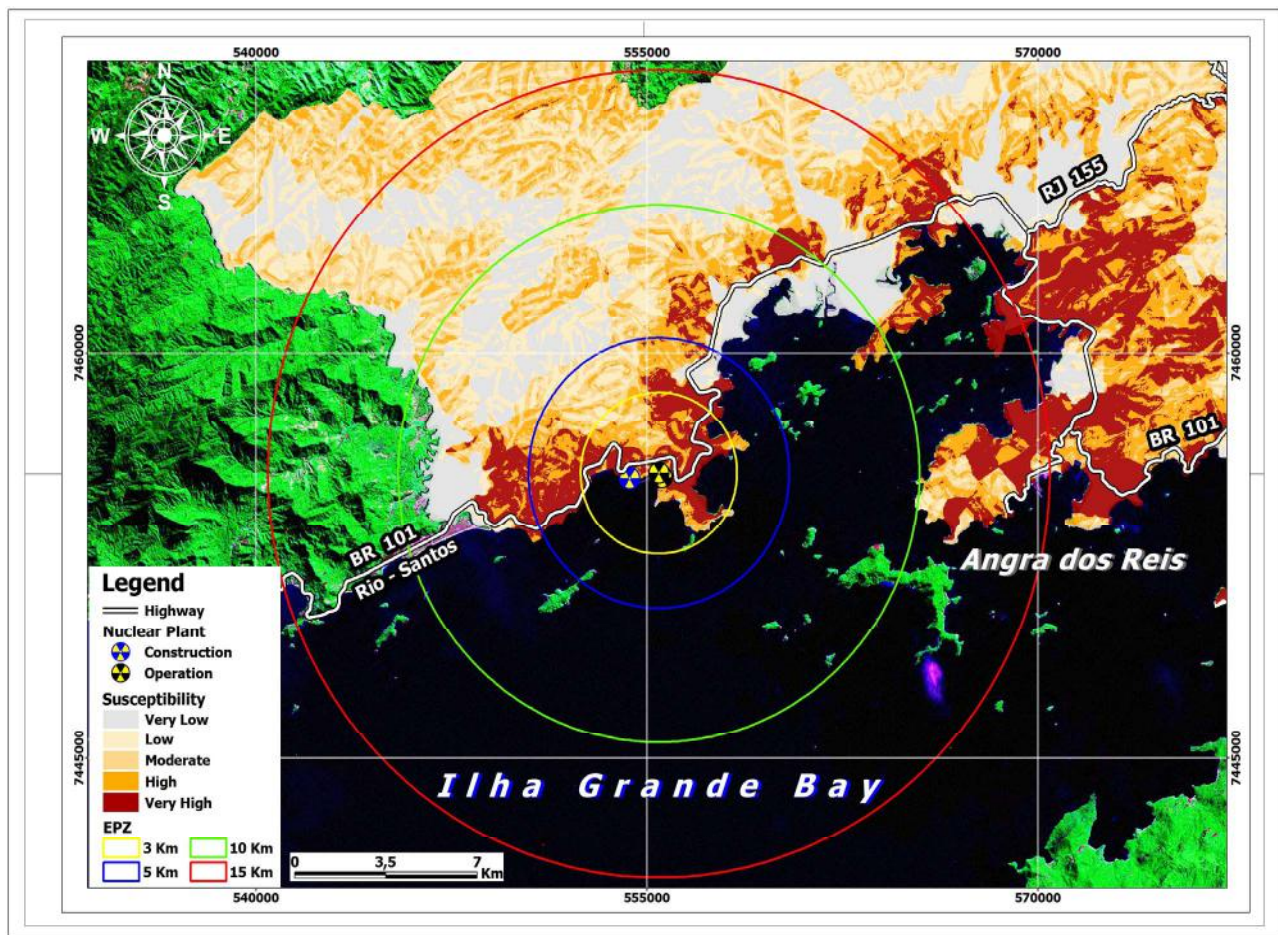 540000
555000
570000
N
W
E
S
RJ 155
7460000
7460000
BR 101
BR 101
Rio - Santos
Angra dos Reis
7445000
7445000
Ilha Grande Bay
Legend
Highway
Nuclear Plant
Construction
Operation
Susceptibility
Very Low
Low
Moderate
High
Very High
EPZ
3 Km
10 Km
5 Km
15 Km
0
3,5
7
Km
540000
555000
570000